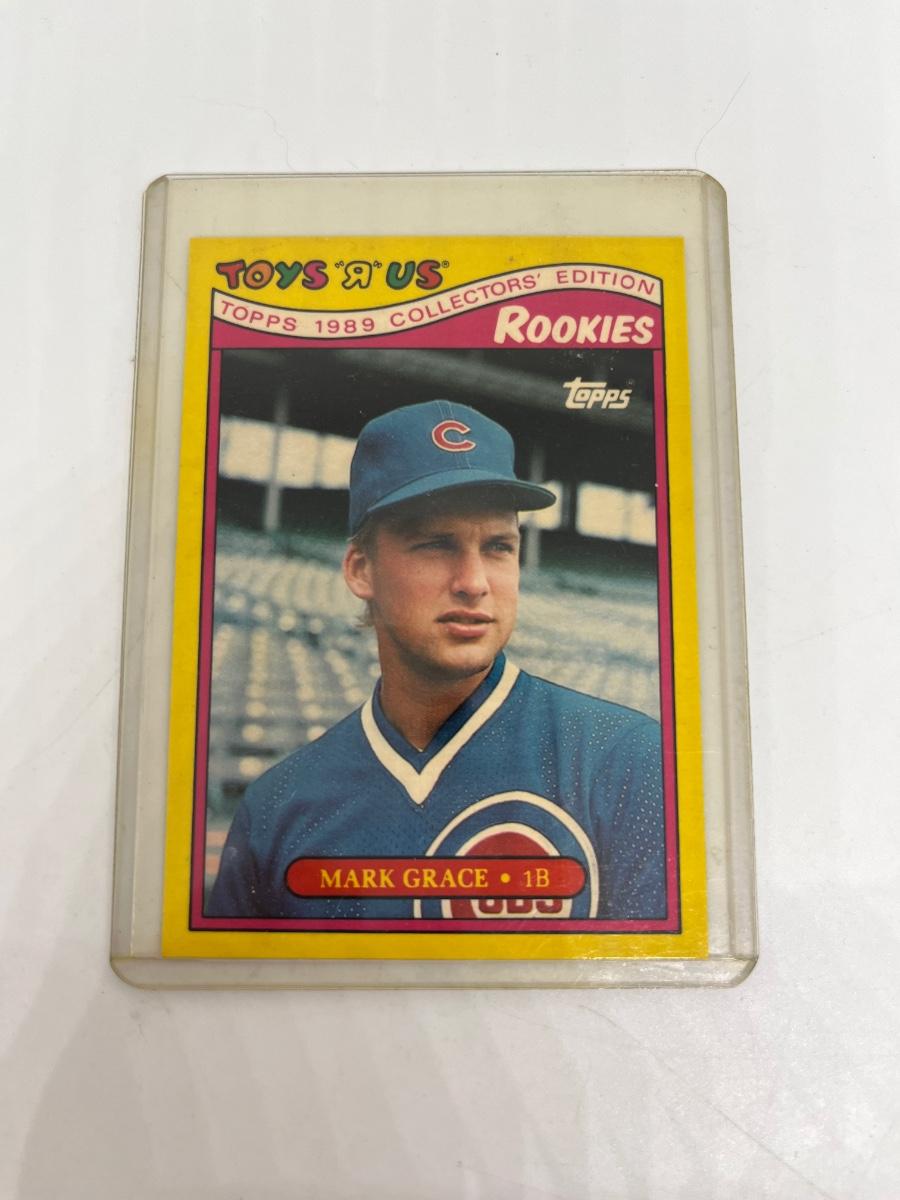 TOYS "Я" US®
TOPPS 1989 COLLECTORS' EDITION
ROOKIES
topps®
C
MARK GRACE • 1B